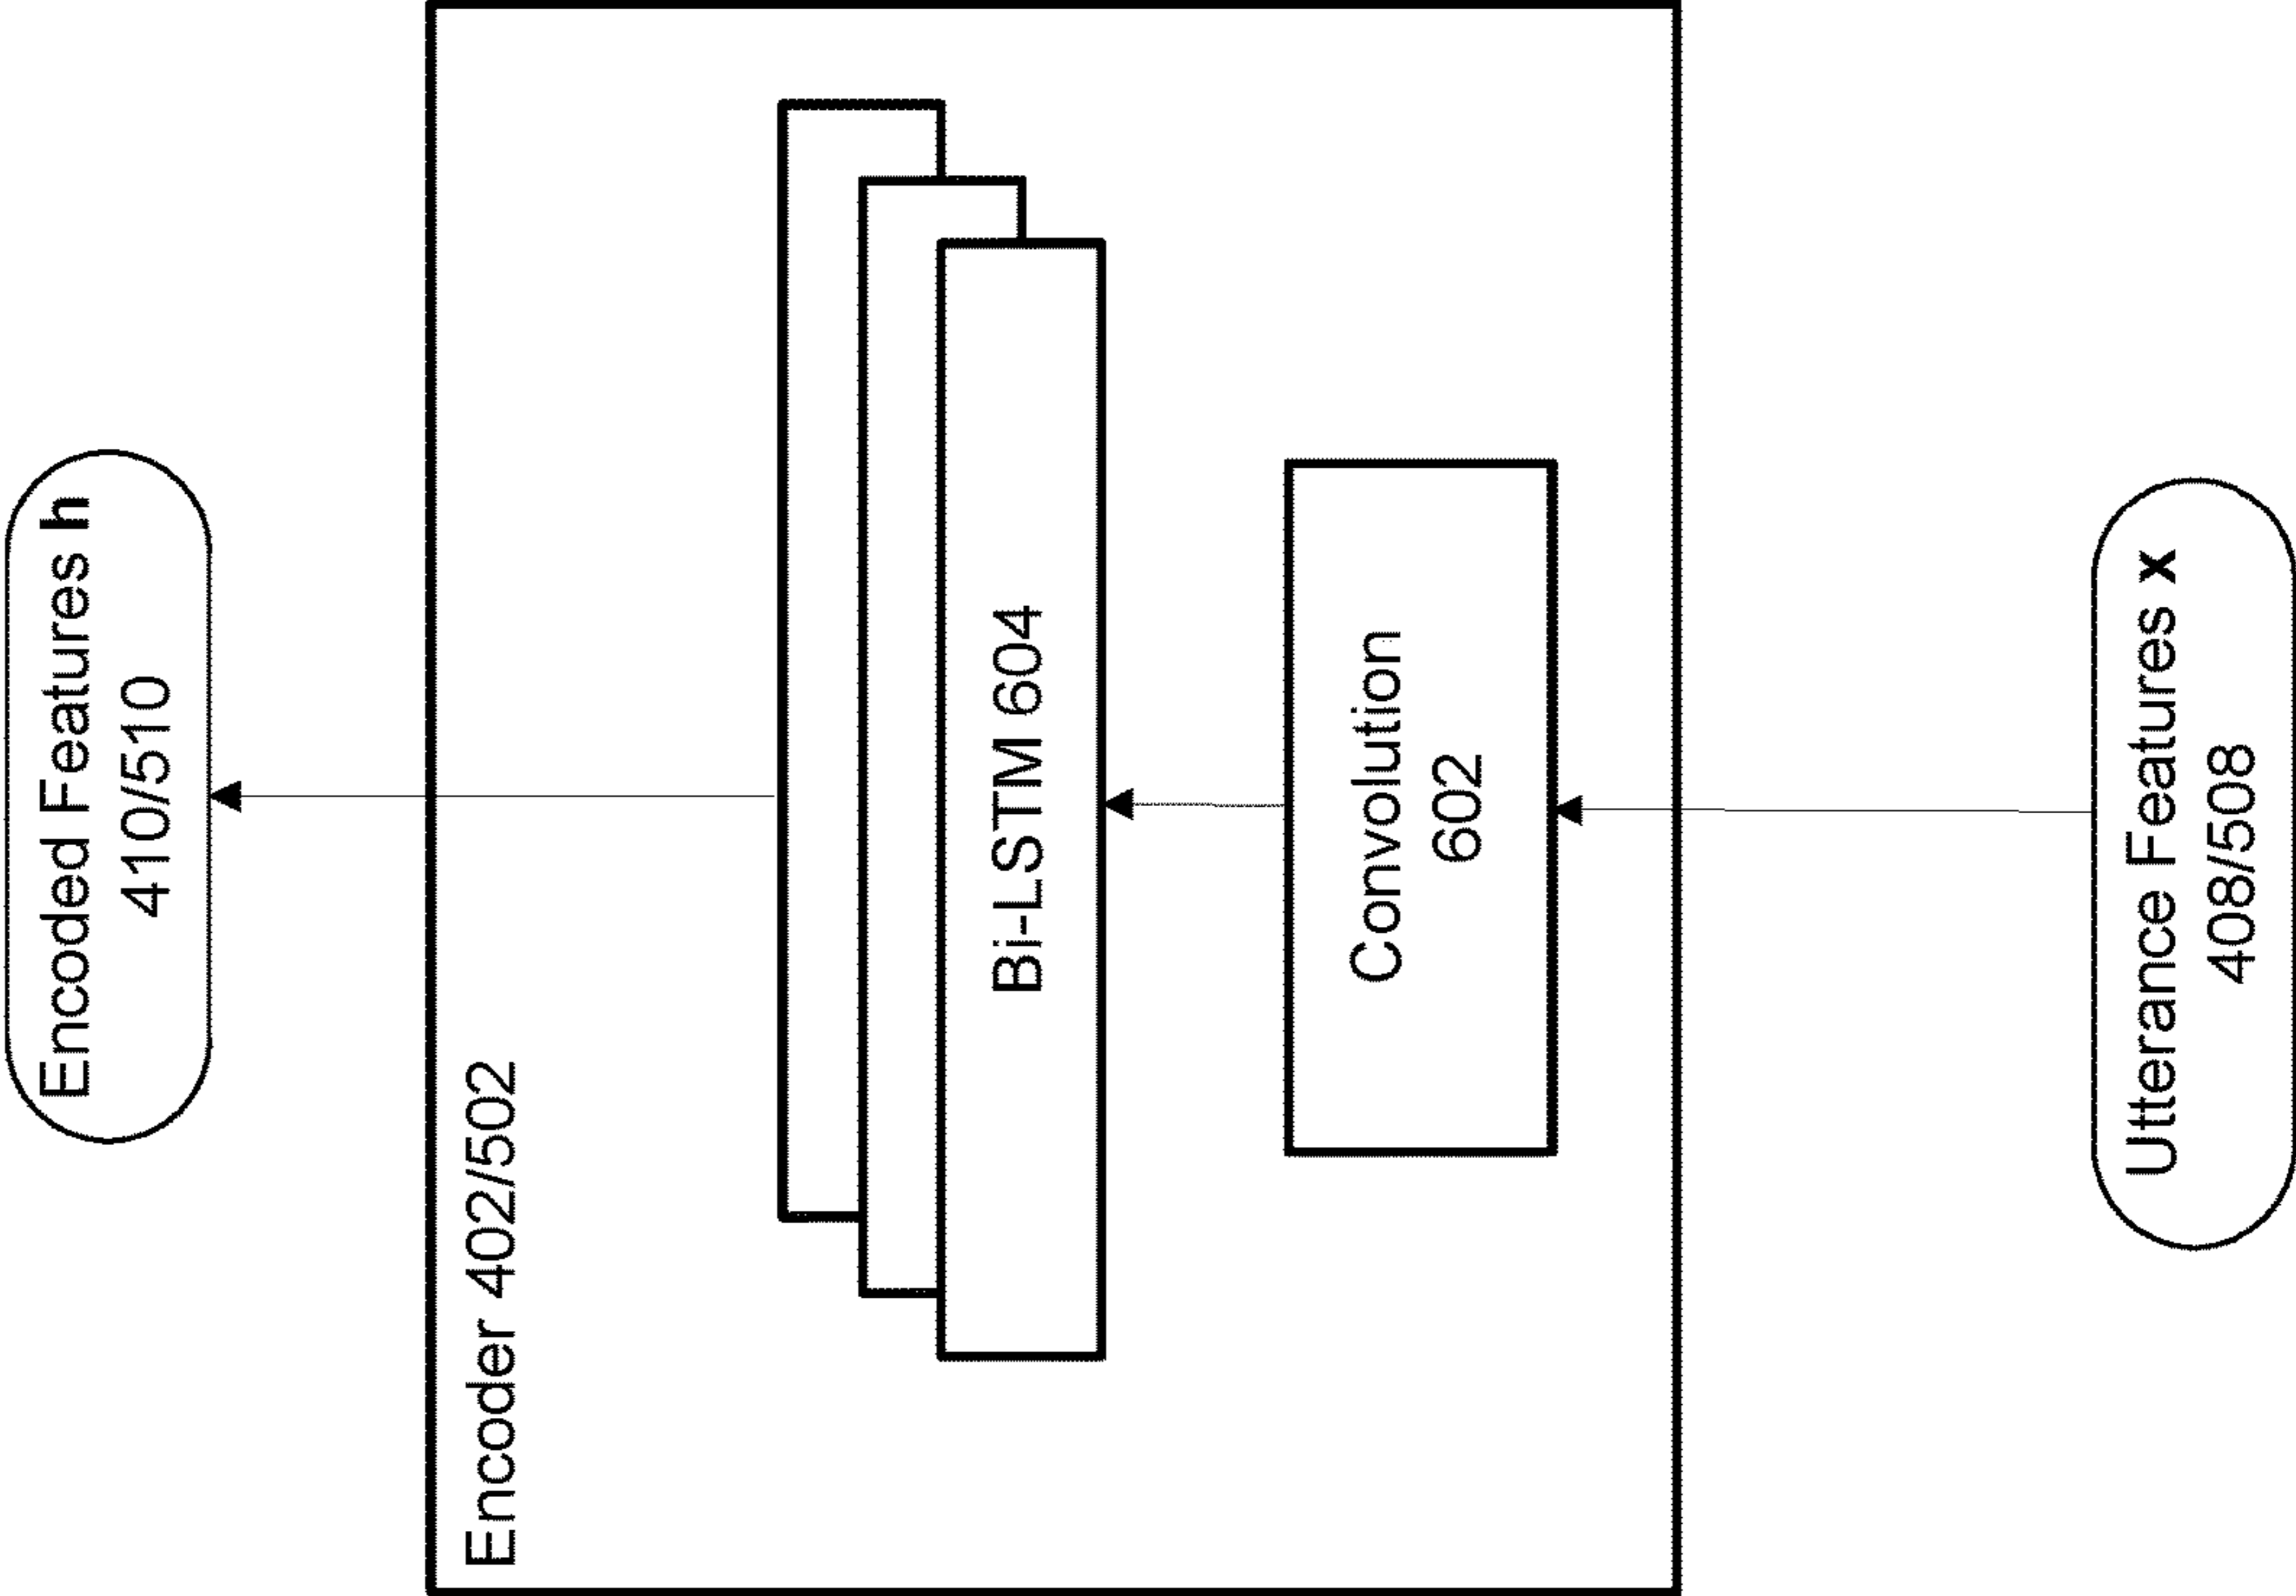 Encoded Features h
410/510
Encoder 402/502
Bi-LSTM 604
Convolution
602
Utterance Features x
408/508